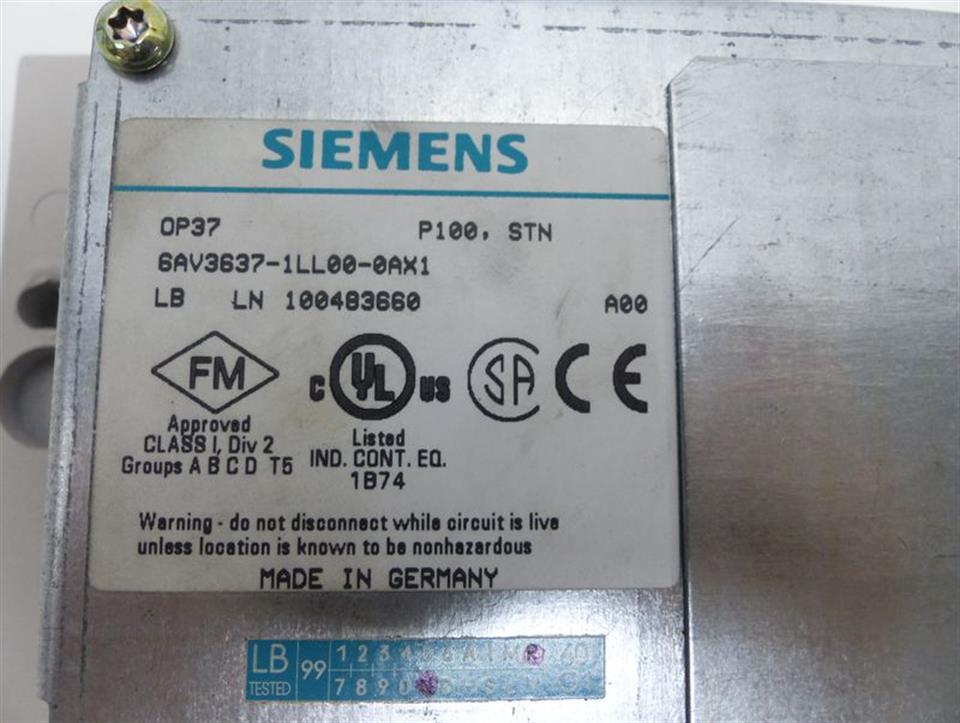 SIEMENS
OP37 P100, STN
6AV3637-1LL00-0AX1
LB LN 100483660 A00
FM
C UL US
SA CE
Approved
CLASS I, Div 2
Groups A B C D T5
Listed
IND. CONT. EQ.
1B74
Warning - do not disconnect while circuit is live
unless location is known to be nonhazardous
MADE IN GERMANY
LB 99 1 2 3 4
TESTED 7 8 9 0